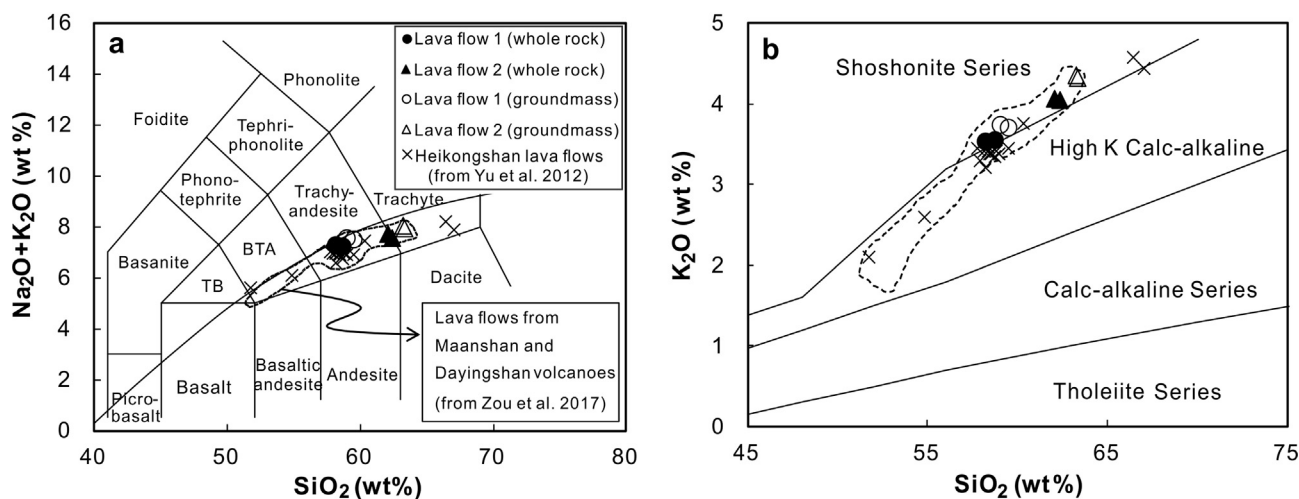 a
Na₂O+K₂O (wt %)
16
14
12
10
8
6
4
2
0
40
50
60
70
80
SiO₂ (wt%)
Lava flow 1 (whole rock)
Lava flow 2 (whole rock)
Lava flow 1 (groundmass)
Lava flow 2 (groundmass)
Heikongshan lava flows
(from Yu et al. 2012)
Phonolite
Foidite
Tephri-
phonolite
Phono-
tephrite
Trachy-
andesite
Trachyte
Basanite
BTA
TB
Dacite
Lava flows from
Maanshan and
Dayingshan volcanoes
(from Zou et al. 2017)
Basalt
Basaltic
andesite
Andesite
Picro-
basalt
b
K₂O (wt %)
6
5
4
3
2
1
0
45
55
65
75
SiO₂ (wt%)
Shoshonite Series
High K Calc-alkaline
Calc-alkaline Series
Tholeiite Series